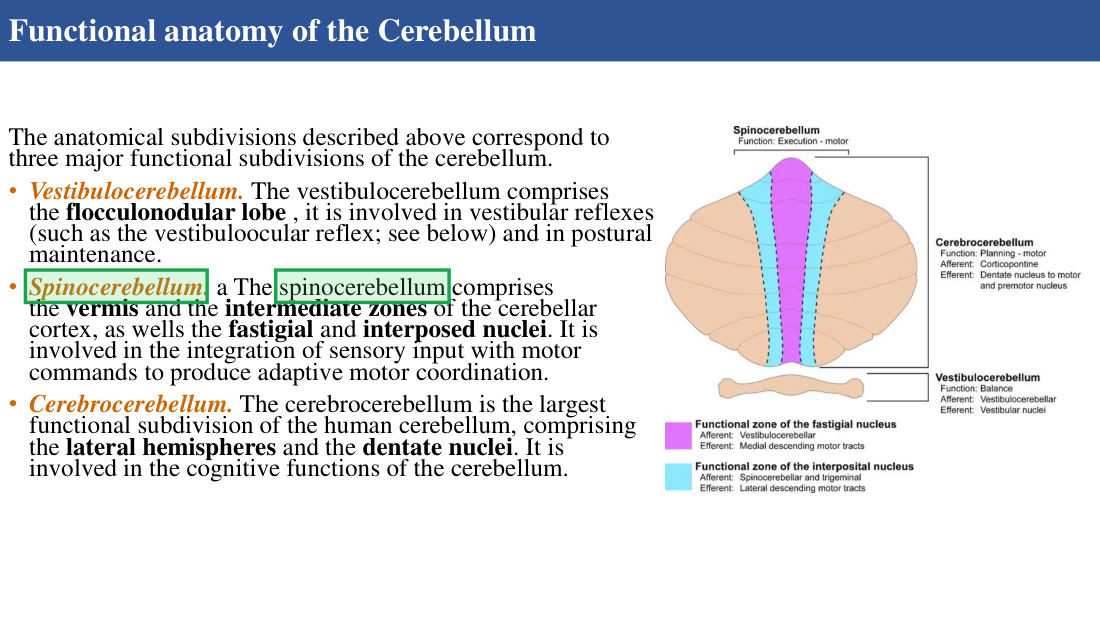 Functional anatomy of the Cerebellum
The anatomical subdivisions described above correspond to
three major functional subdivisions of the cerebellum.
• Vestibulocerebellum. The vestibulocerebellum comprises
the flocculonodular lobe , it is involved in vestibular reflexes
(such as the vestibuloocular reflex; see below) and in postural
maintenance.
• Spinocerebellum. a The spinocerebellum comprises
the vermis and the intermediate zones of the cerebellar
cortex, as wells the fastigial and interposed nuclei. It is
involved in the integration of sensory input with motor
commands to produce adaptive motor coordination.
• Cerebrocerebellum. The cerebrocerebellum is the largest
functional subdivision of the human cerebellum, comprising
the lateral hemispheres and the dentate nuclei. It is
involved in the cognitive functions of the cerebellum.
Spinocerebellum
Function: Execution - motor
Cerebrocerebellum
Function: Planning - motor
Afferent: Corticopontine
Efferent: Dentate nucleus to motor
and premotor nucleus
Vestibulocerebellum
Function: Balance
Afferent: Vestibulocerebellar
Efferent: Vestibular nuclei
Functional zone of the fastigial nucleus
Afferent: Vestibulocerebellar
Efferent: Medial descending motor tracts
Functional zone of the interposital nucleus
Afferent: Spinocerebellar and trigeminal
Efferent: Lateral descending motor tracts